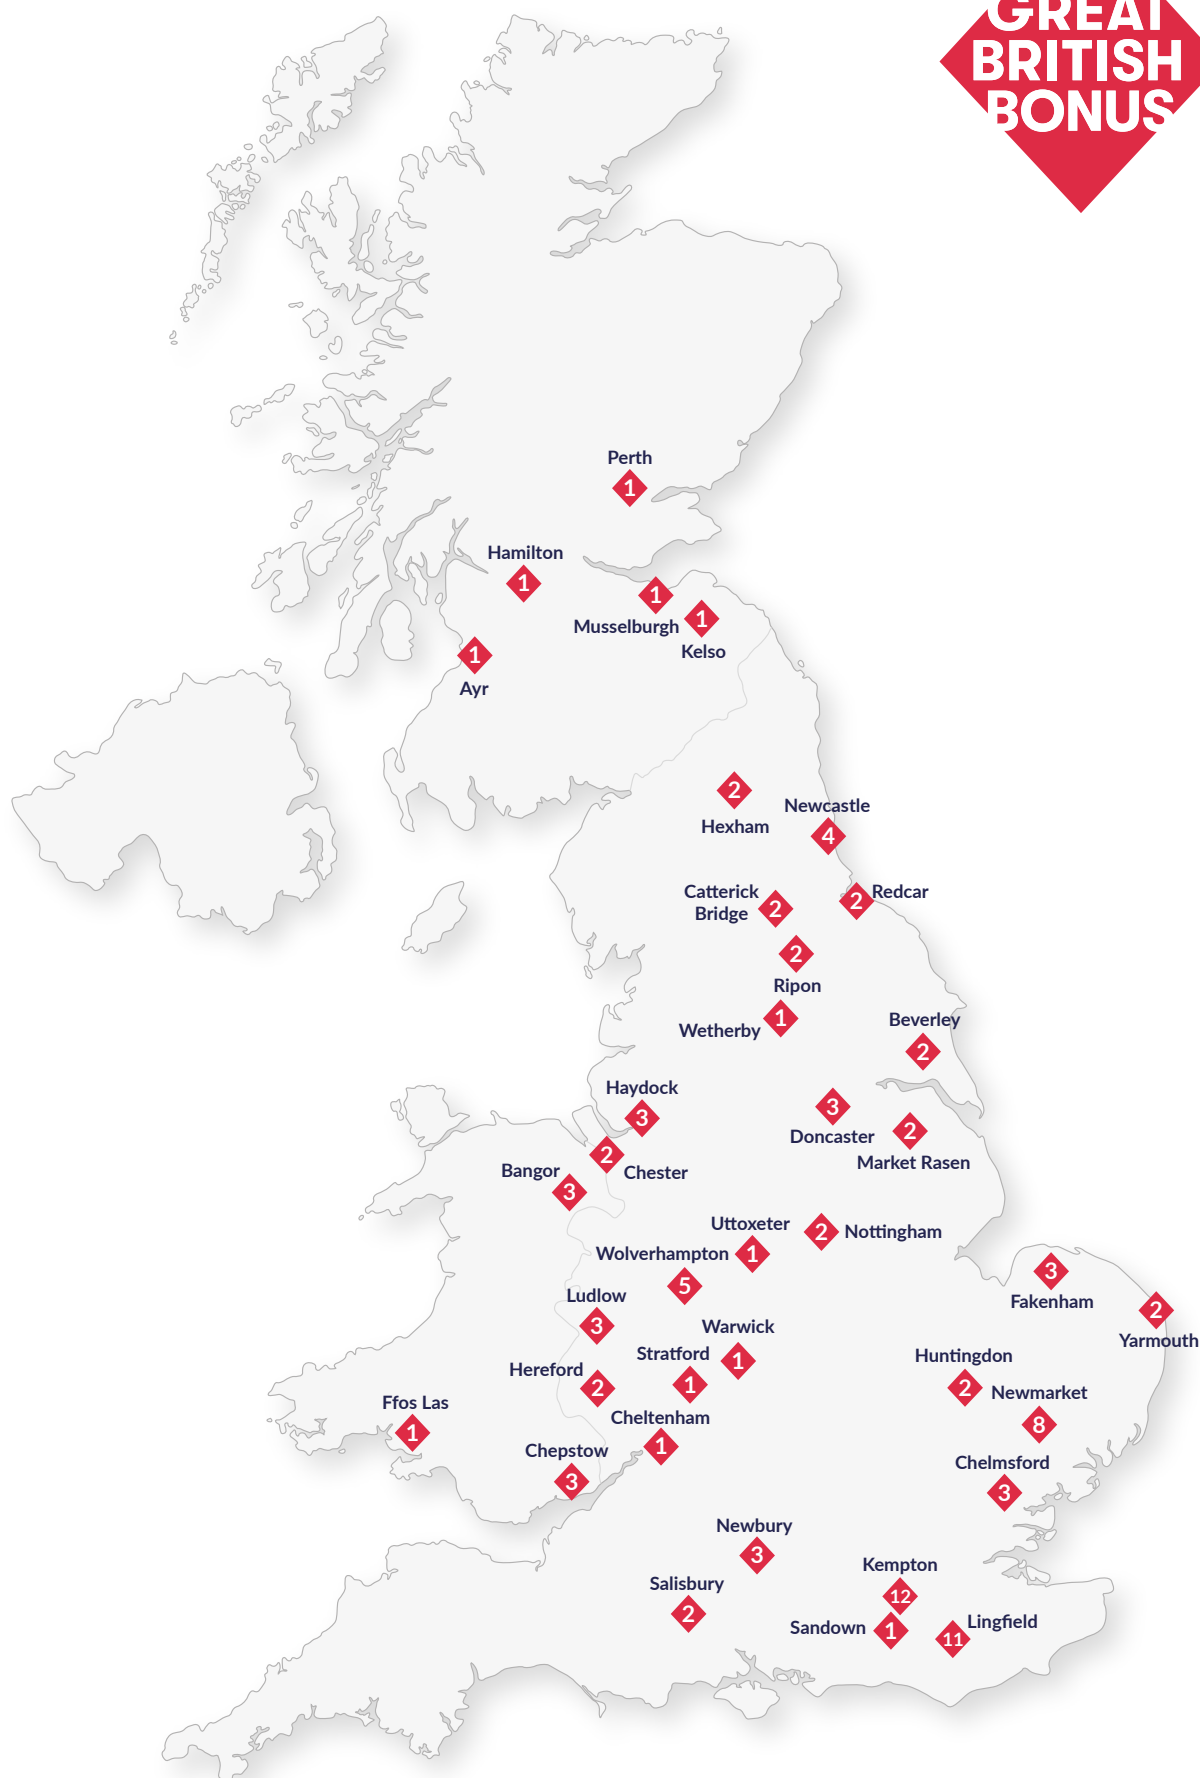 GREAT
BRITISH
BONUS
Perth
1
Hamilton
1
1
Musselburgh
1
Kelso
1
Ayr
2
Hexham
Newcastle
4
Catterick
Bridge
2
2
Redcar
2
Ripon
Wetherby
1
Beverley
2
Haydock
3
3
Doncaster
2
Market Rasen
2
Chester
Bangor
3
Uttoxeter
1
2
Nottingham
Wolverhampton
5
Ludlow
3
Warwick
1
Stratford
1
Hereford
2
Cheltenham
1
Ffos Las
1
Chepstow
3
3
Fakenham
2
Yarmouth
Huntingdon
2
Newmarket
8
Chelmsford
3
Newbury
3
Salisbury
2
Kempton
12
Sandown
1
Lingfield
11